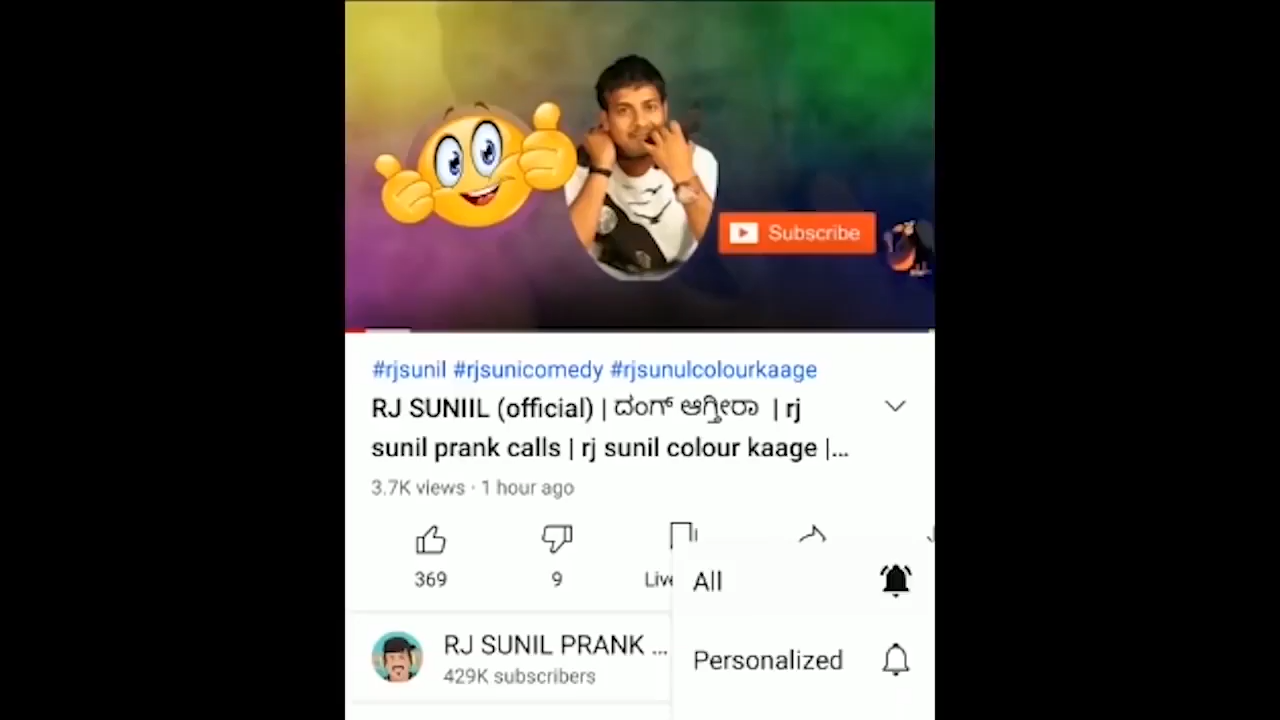 Subscribe
#rjsunil #rjsunicomedy #rjsunulcolourkaage
RJ SUNIIL (official) | ದಂಗ್ ಆಗ್ತೀರಾ | rj
sunil prank calls | rj sunil colour kaage |...
3.7K views · 1 hour ago
369
9
Live
All
RJ SUNIL PRANK ...
429K subscribers
Personalized